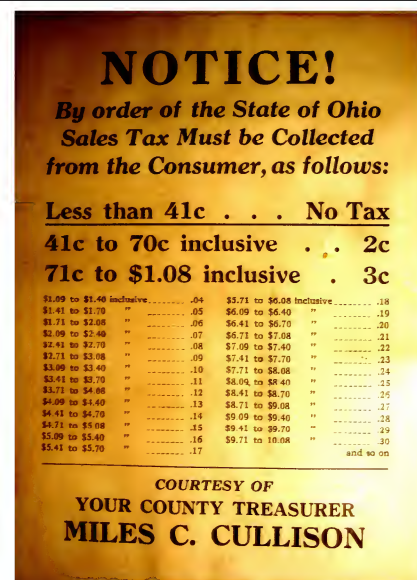 NOTICE!
By order of the State of Ohio
Sales Tax Must be Collected
from the Consumer, as follows:
Less than 41c . . . No Tax
41c to 70c inclusive . . 2c
71c to $1.08 inclusive . 3c
$1.09 to $1.40 inclusive ........ .04
$1.41 to $1.70 " ........ .05
$1.71 to $2.08 " ........ .06
$2.09 to $2.40 " ........ .07
$2.41 to $2.70 " ........ .08
$2.71 to $3.08 " ........ .09
$3.09 to $3.40 " ........ .10
$3.41 to $3.70 " ........ .11
$3.71 to $4.08 " ........ .12
$4.09 to $4.40 " ........ .13
$4.41 to $4.70 " ........ .14
$4.71 to $5.08 " ........ .15
$5.09 to $5.40 " ........ .16
$5.41 to $5.70 " ........ .17
$5.71 to $6.08 inclusive ........ .18
$6.09 to $6.40 " ........ .19
$6.41 to $6.70 " ........ .20
$6.71 to $7.08 " ........ .21
$7.09 to $7.40 " ........ .22
$7.41 to $7.70 " ........ .23
$7.71 to $8.08 " ........ .24
$8.09 to $8.40 " ........ .25
$8.41 to $8.70 " ........ .26
$8.71 to $9.08 " ........ .27
$9.09 to $9.40 " ........ .28
$9.41 to $9.70 " ........ .29
$9.71 to 10.08 " ........ .30
and so on
COURTESY OF
YOUR COUNTY TREASURER
MILES C. CULLISON